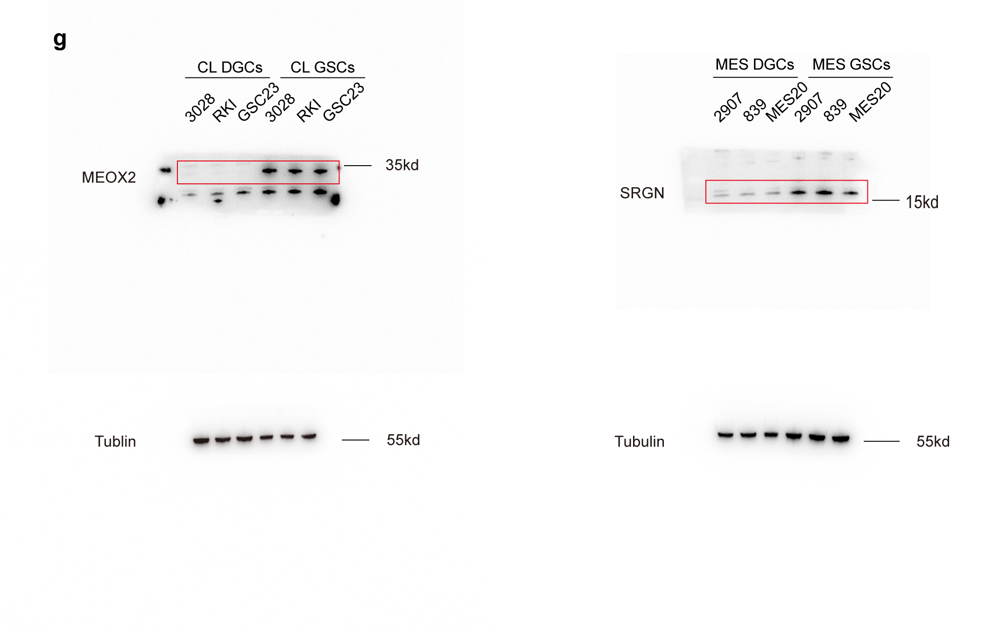 g
CL DGCs CL GSCs
3028 RKI GSC23 3028 RKI GSC23
MEOX2
35kd
Tublin
55kd
MES DGCs MES GSCs
2907 839 MES20 2907 839 MES20
SRGN
15kd
Tubulin
55kd